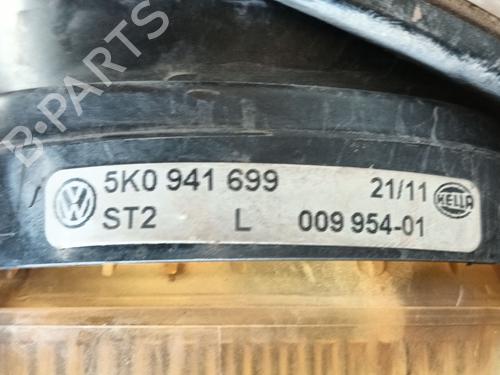 B-PARTS
5K0 941 699 21/11 HELLA
ST2 L 009 954-01